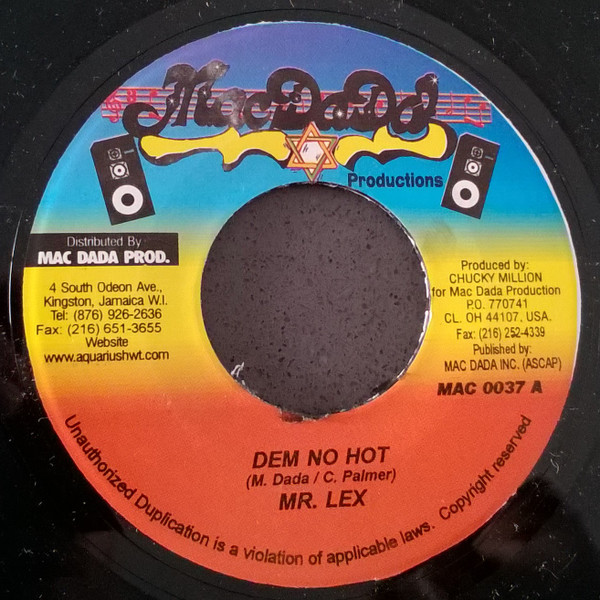 MacDaDa
Productions
Distributed By
MAC DADA PROD.
4 South Odeon Ave.,
Kingston, Jamaica W.I.
Tel: (876) 926-2636
Fax: (216) 651-3655
Website
www.aquariushwt.com
Produced by:
CHUCKY MILLION
for Mac Dada Production
P.O. 770741
CL. OH 44107, USA.
Fax: (216) 252-4339
Published by:
MAC DADA INC. (ASCAP)
MAC 0037 A
DEM NO HOT
(M. Dada / C. Palmer)
MR. LEX
Unauthorized Duplication is a violation of applicable laws. Copyright reserved